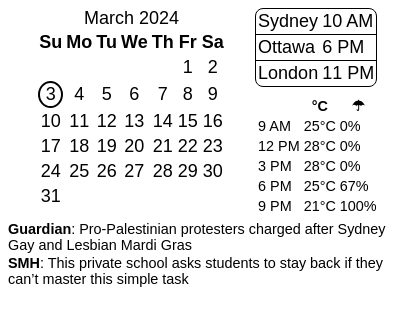 March 2024
Su Mo Tu We Th Fr Sa
1 2
3 4 5 6 7 8 9
10 11 12 13 14 15 16
17 18 19 20 21 22 23
24 25 26 27 28 29 30
31
Sydney 10 AM
Ottawa 6 PM
London 11 PM
°C ☂
9 AM 25°C 0%
12 PM 28°C 0%
3 PM 28°C 0%
6 PM 25°C 67%
9 PM 21°C 100%
Guardian: Pro-Palestinian protesters charged after Sydney
Gay and Lesbian Mardi Gras
SMH: This private school asks students to stay back if they
can’t master this simple task